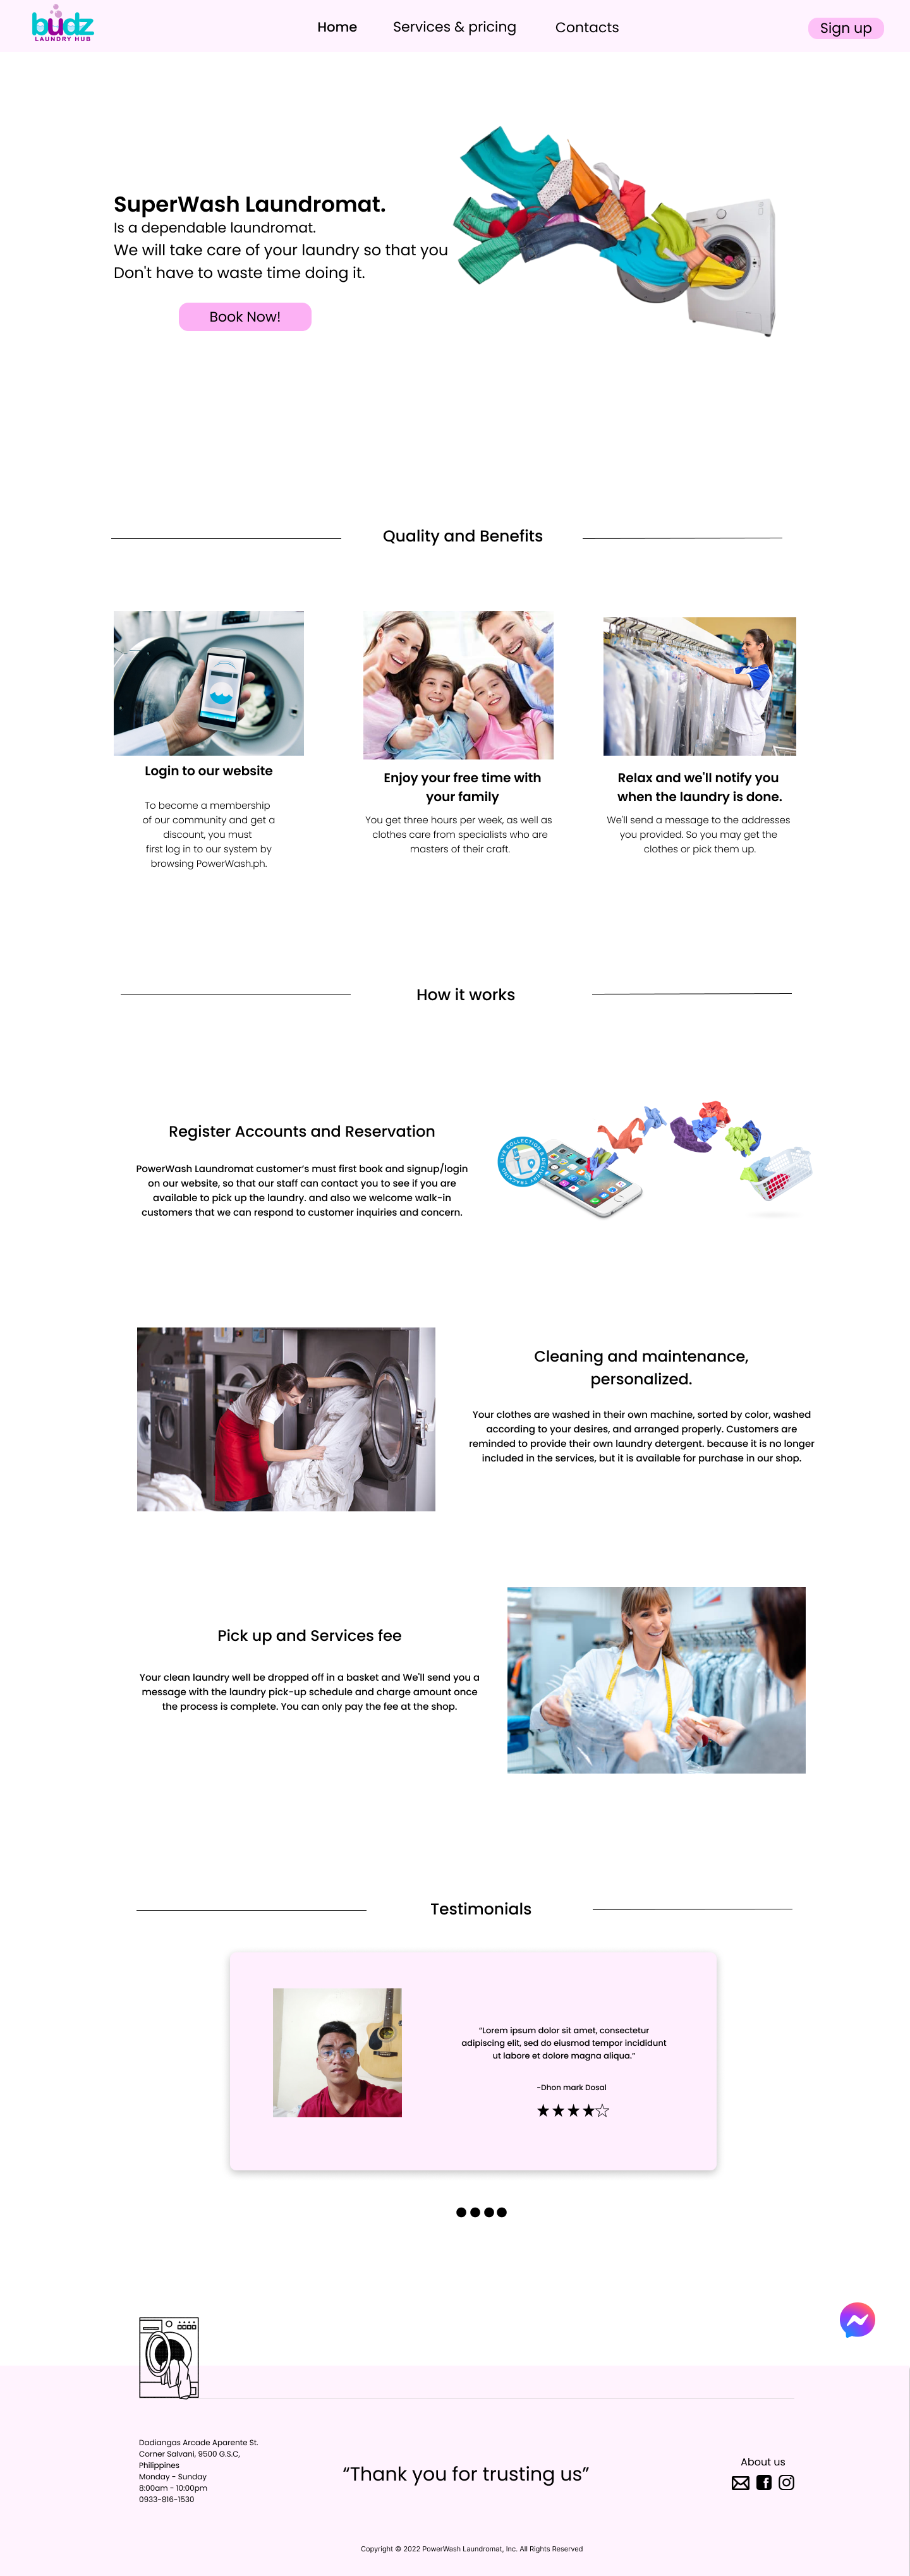 budz
LAUNDRY HUB
Home
Services & pricing
Contacts
Sign up
SuperWash Laundromat.
Is a dependable laundromat.
We will take care of your laundry so that you
Don't have to waste time doing it.
Book Now!
Quality and Benefits
Login to our website
To become a membership
of our community and get a
discount, you must
first log in to our system by
browsing PowerWash.ph.
Enjoy your free time with
your family
You get three hours per week, as well as
clothes care from specialists who are
masters of their craft.
Relax and we'll notify you
when the laundry is done.
We'll send a message to the addresses
you provided. So you may get the
clothes or pick them up.
How it works
Register Accounts and Reservation
PowerWash Laundromat customer's must first book and signup/login
on our website, so that our staff can contact you to see if you are
available to pick up the laundry. and also we welcome walk-in
customers that we can respond to customer inquiries and concern.
LIVE COLLECTION & DELIVERY TRACKING
Cleaning and maintenance,
personalized.
Your clothes are washed in their own machine, sorted by color, washed
according to your desires, and arranged properly. Customers are
reminded to provide their own laundry detergent. because it is no longer
included in the services, but it is available for purchase in our shop.
Pick up and Services fee
Your clean laundry well be dropped off in a basket and We'll send you a
message with the laundry pick-up schedule and charge amount once
the process is complete. You can only pay the fee at the shop.
Testimonials
"Lorem ipsum dolor sit amet, consectetur
adipiscing elit, sed do eiusmod tempor incididunt
ut labore et dolore magna aliqua."
-Dhon mark Dosal
Dadiangas Arcade Aparente St.
Corner Salvani, 9500 G.S.C,
Philippines
Monday - Sunday
8:00am - 10:00pm
0933-816-1530
“Thank you for trusting us”
About us
Copyright © 2022 PowerWash Laundromat, Inc. All Rights Reserved